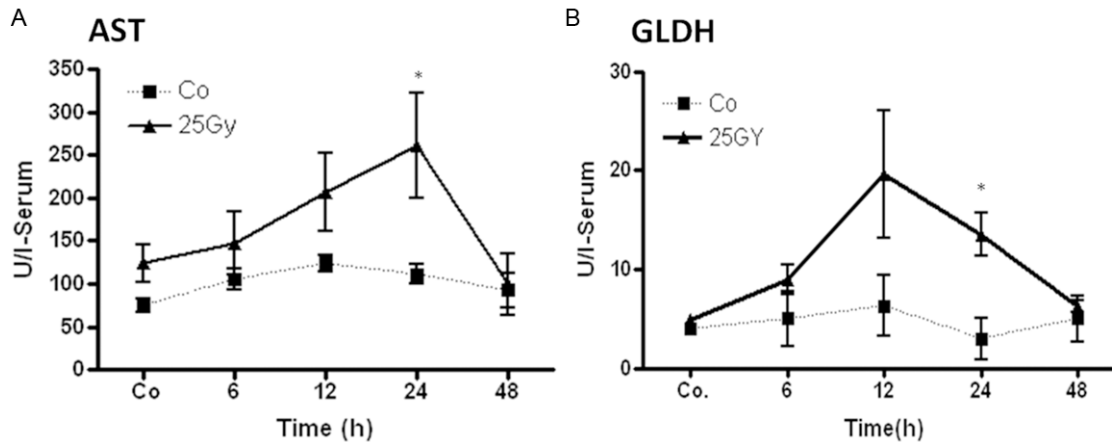 A
AST
350
300
250
200
150
100
50
0
U/l-Serum
Co
25Gy
*
Co 6 12 24 48
Time (h)
B
GLDH
30
20
10
0
U/l-Serum
Co
25GY
*
Co. 6 12 24 48
Time(h)